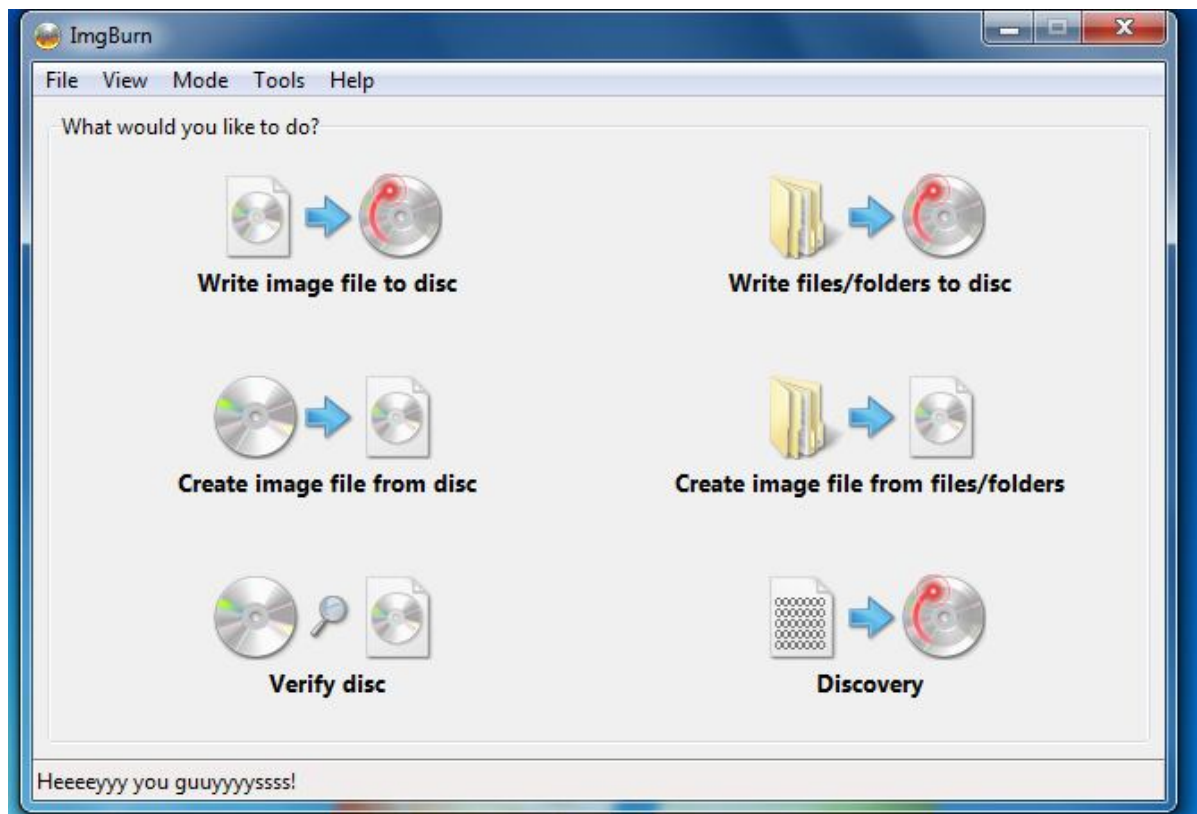 ImgBurn
File View Mode Tools Help
What would you like to do?
Write image file to disc
Write files/folders to disc
Create image file from disc
Create image file from files/folders
Verify disc
Discovery
Heeeeyyy you guuyyyyssss!